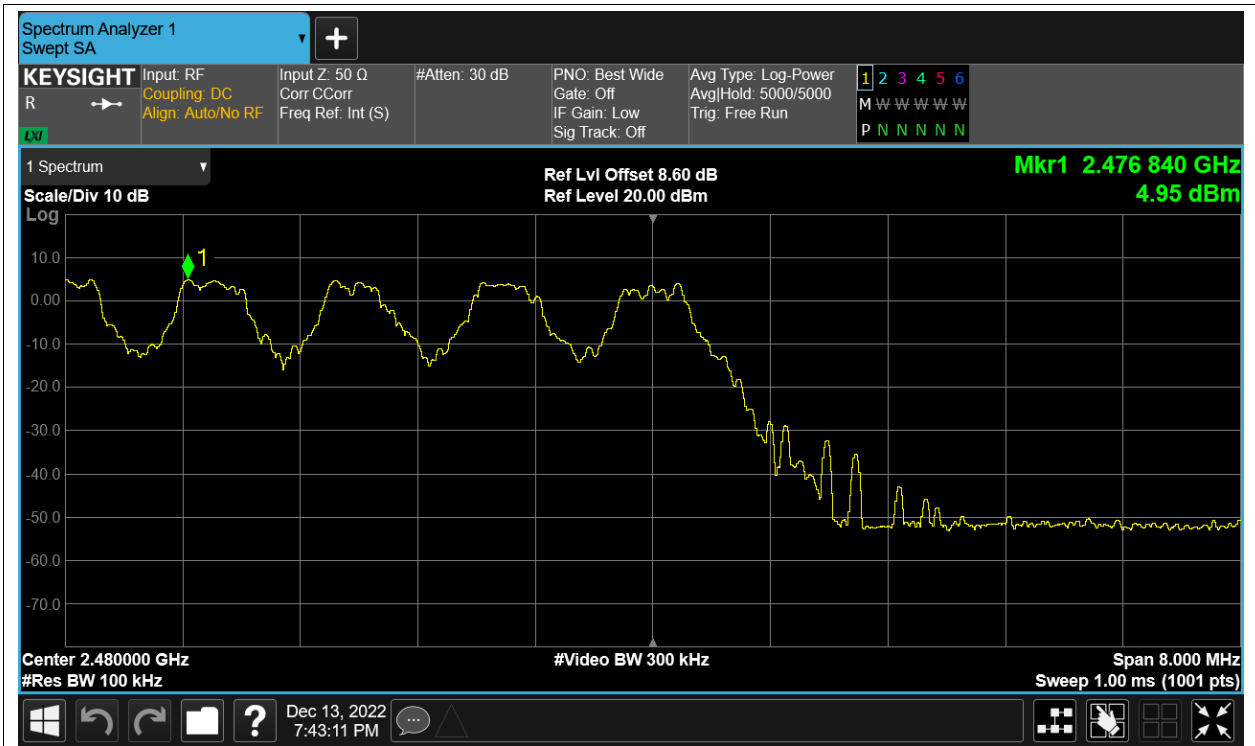 Spectrum Analyzer 1
Swept SA
KEYSIGHT
R
LXI
Input: RF
Coupling: DC
Align: Auto/No RF
Input Z: 50 Ω
Corr CCorr
Freq Ref: Int (S)
#Atten: 30 dB
PNO: Best Wide
Gate: Off
IF Gain: Low
Sig Track: Off
Avg Type: Log-Power
Avg|Hold: 5000/5000
Trig: Free Run
1 2 3 4 5 6
M W W W W W
P N N N N N
1 Spectrum
Scale/Div 10 dB
Ref Lvl Offset 8.60 dB
Ref Level 20.00 dBm
Mkr1 2.476 840 GHz
4.95 dBm
Log
1
10.0
0.00
-10.0
-20.0
-30.0
-40.0
-50.0
-60.0
-70.0
Center 2.480000 GHz
#Res BW 100 kHz
#Video BW 300 kHz
Span 8.000 MHz
Sweep 1.00 ms (1001 pts)
?
Dec 13, 2022
7:43:11 PM